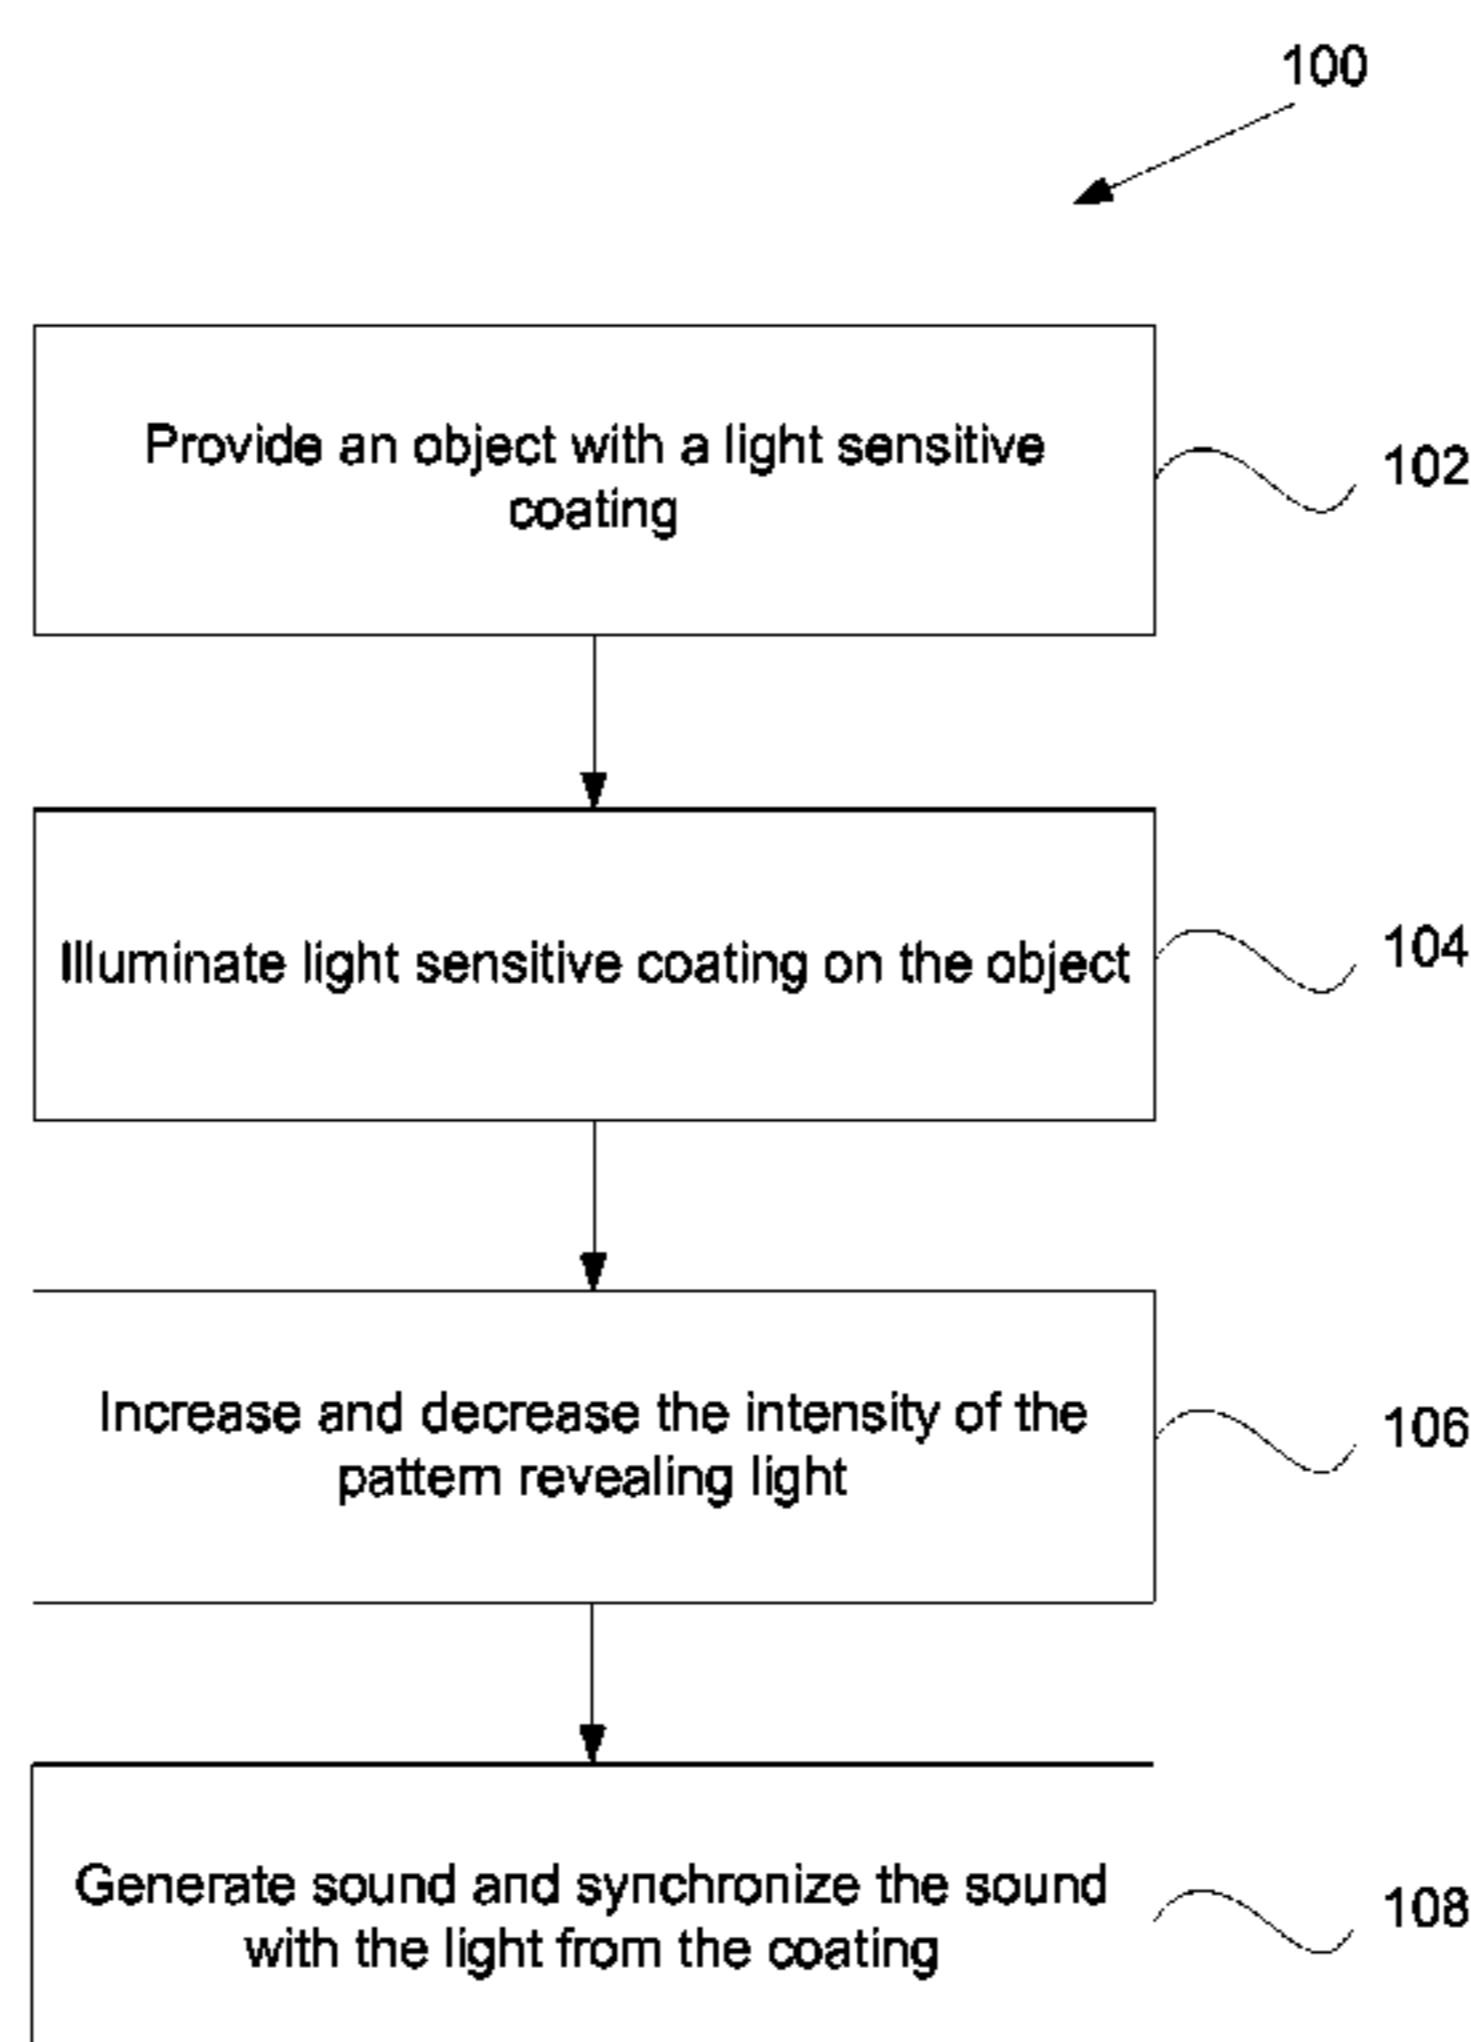 100
Provide an object with a light sensitive
coating
102
Illuminate light sensitive coating on the object
104
Increase and decrease the intensity of the
pattern revealing light
106
Generate sound and synchronize the sound
with the light from the coating
108